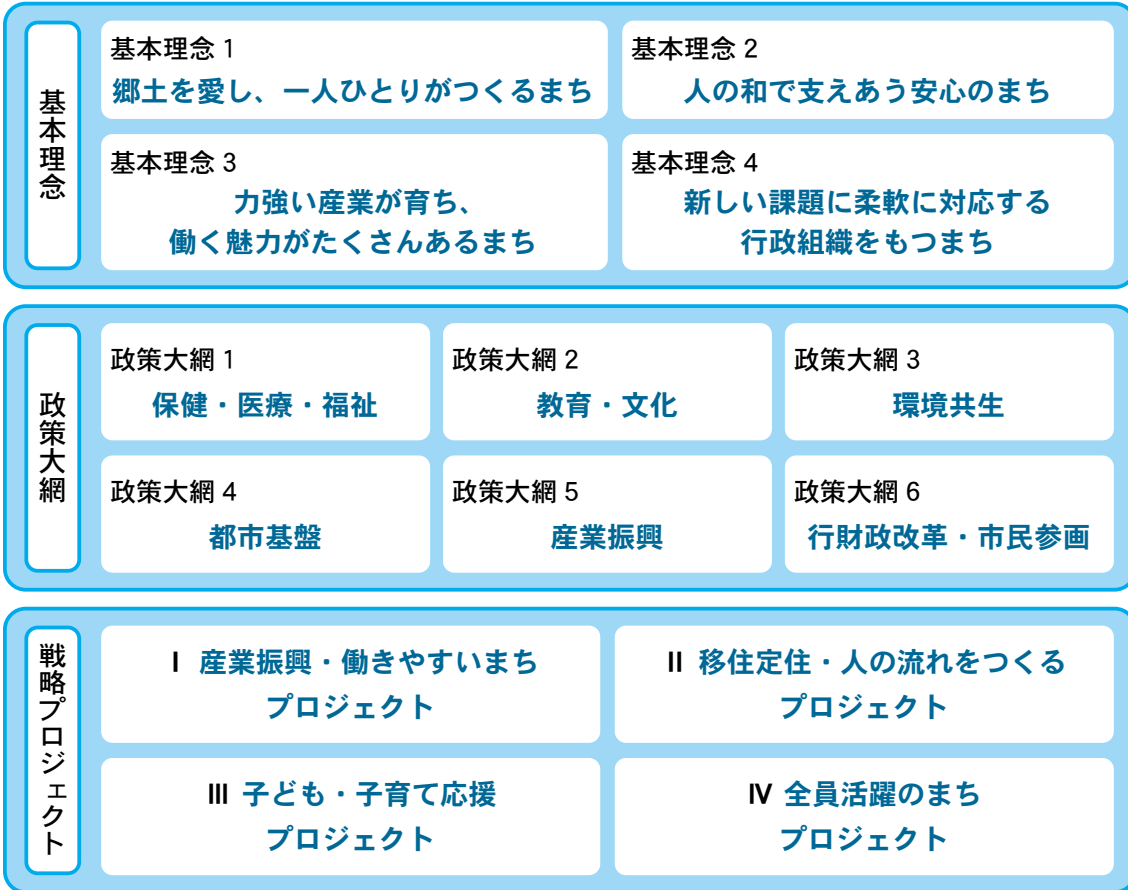 基本理念
基本理念 1
郷土を愛し、一人ひとりがつくるまち
基本理念 2
人の和で支えあう安心のまち
基本理念 3
力強い産業が育ち、
働く魅力がたくさんあるまち
基本理念 4
新しい課題に柔軟に対応する
行政組織をもつまち
政策大綱
政策大綱 1
保健・医療・福祉
政策大綱 2
教育・文化
政策大綱 3
環境共生
政策大綱 4
都市基盤
政策大綱 5
産業振興
政策大綱 6
行財政改革・市民参画
戦略プロジェクト
Ⅰ 産業振興・働きやすいまち
プロジェクト
Ⅱ 移住定住・人の流れをつくる
プロジェクト
Ⅲ 子ども・子育て応援
プロジェクト
Ⅳ 全員活躍のまち
プロジェクト